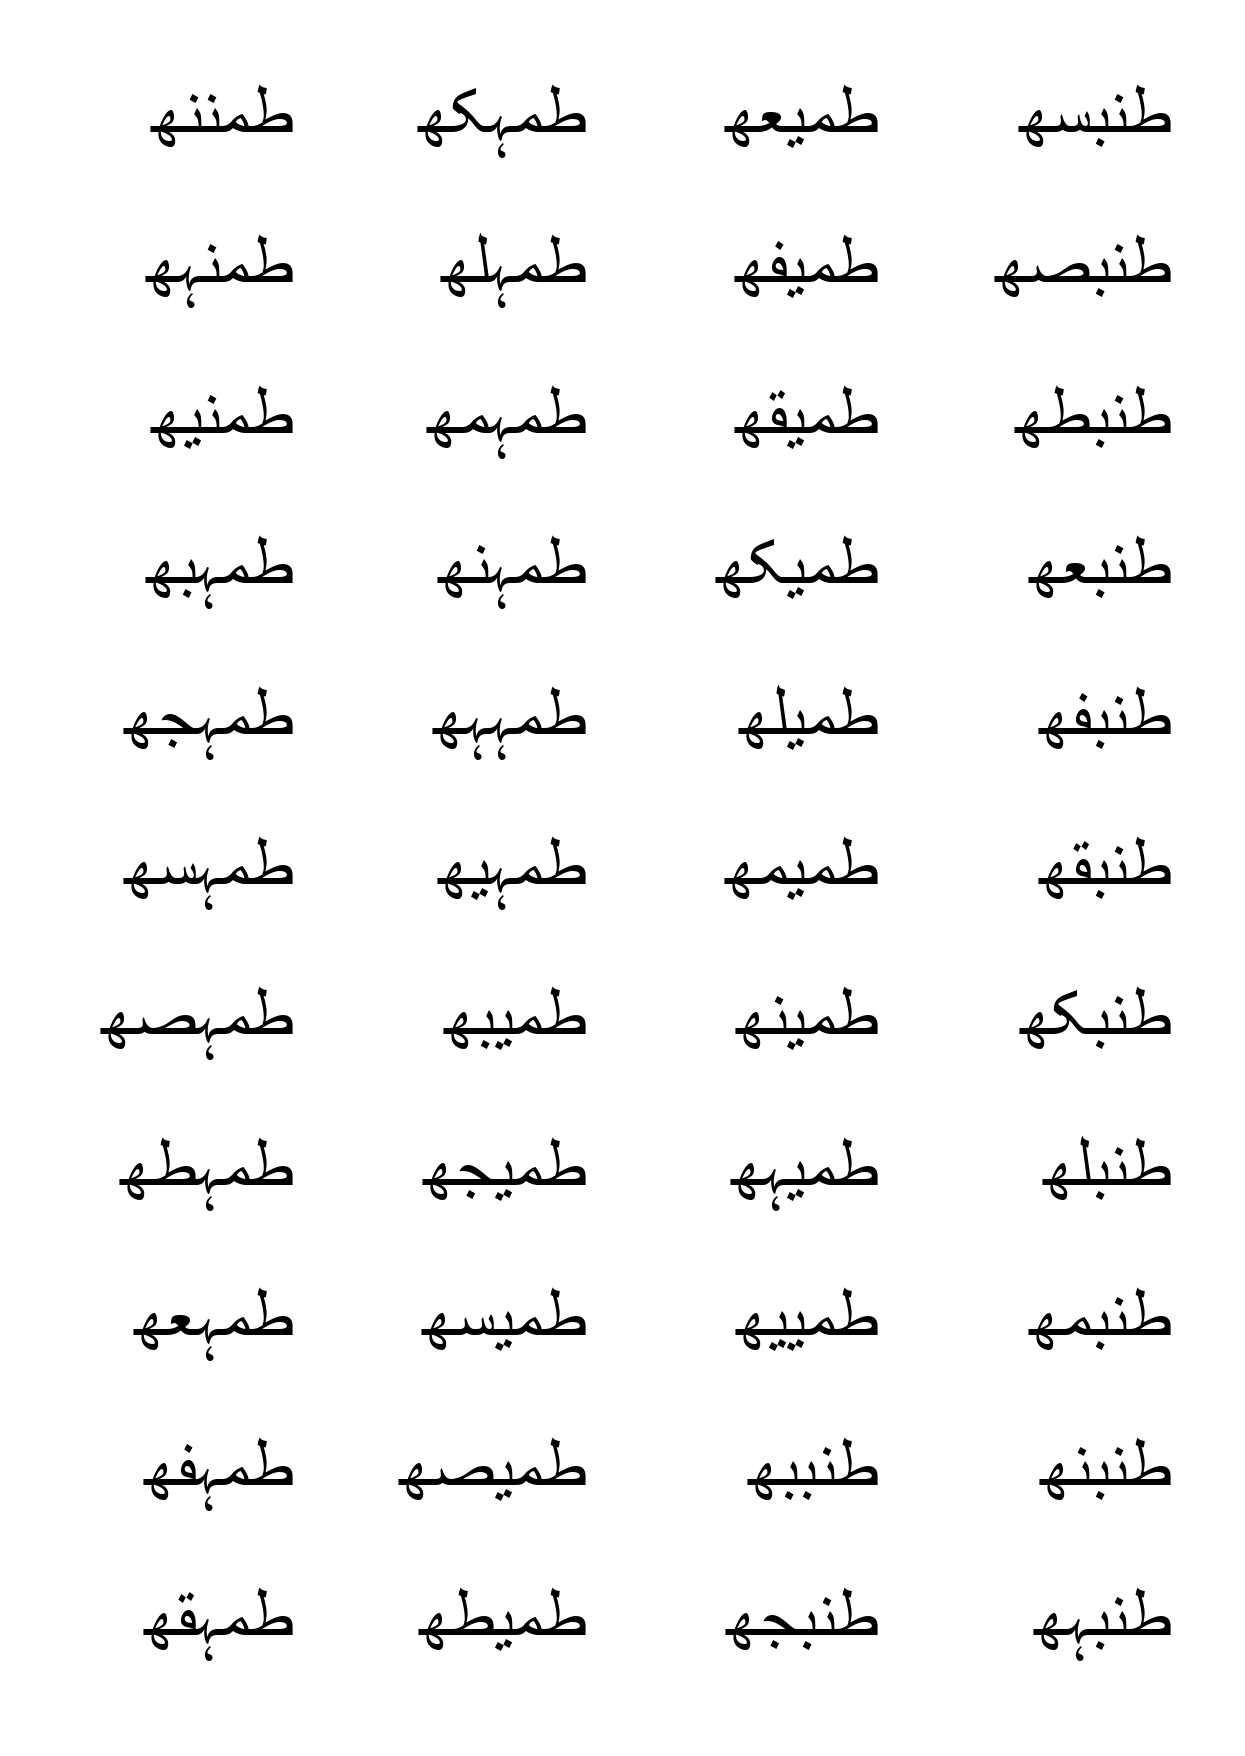 طنبسھ طمیعھ طمہکھ طمننھ
طنبصھ طمیفھ طمہلھ طمنہھ
طنبطھ طمیقھ طمہمھ طمنیھ
طنبعھ طمیکھ طمہنھ طمہبھ
طنبفھ طمیلھ طمہہھ طمہجھ
طنبقھ طمیمھ طمہیھ طمہسھ
طنبکھ طمینھ طمیبھ طمہصھ
طنبلھ طمیہھ طمیجھ طمہطھ
طنبمھ طمییھ طمیسھ طمہعھ
طنبنھ طنببھ طمیصھ طمہفھ
طنبہھ طنبجھ طمیطھ طمہقھ